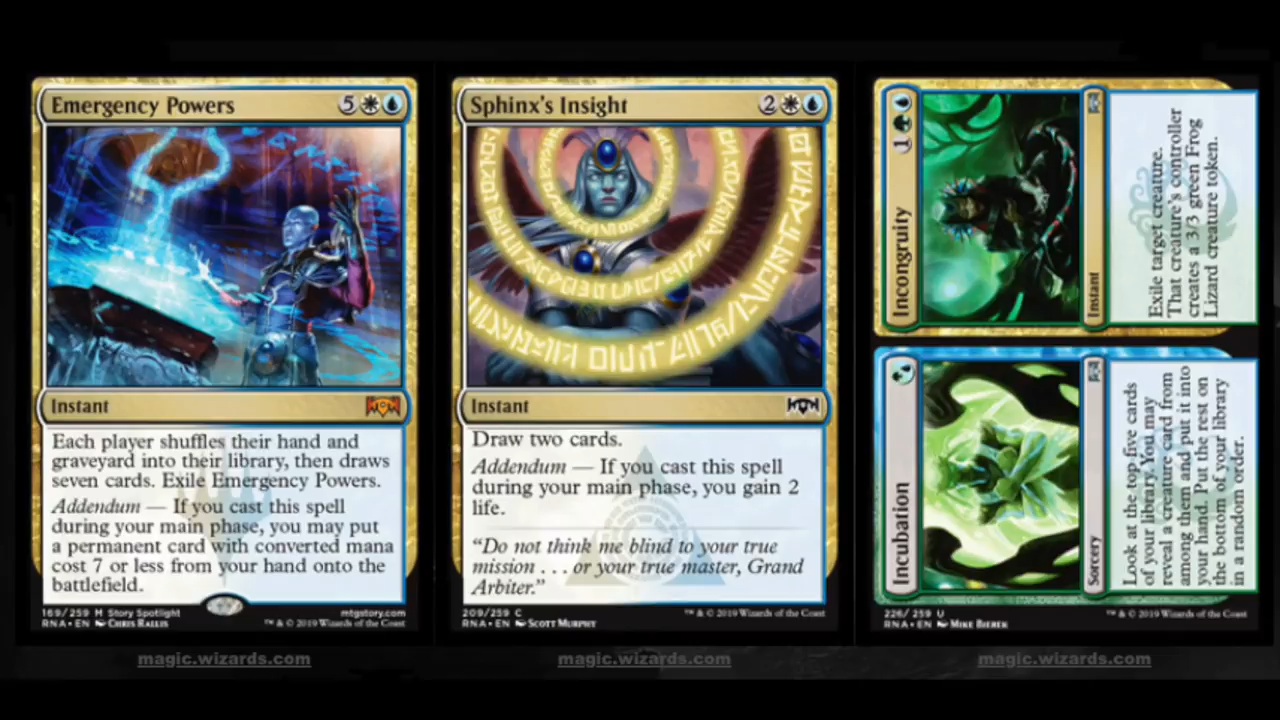 Emergency Powers 5
Instant
Each player shuffles their hand and
graveyard into their library, then draws
seven cards. Exile Emergency Powers.
Addendum — If you cast this spell
during your main phase, you may put
a permanent card with converted mana
cost 7 or less from your hand onto the
battlefield.
169/259 M Story Spotlight mtgstory.com
RNA • EN Chris Rallis ™ & © 2019 Wizards of the Coast
magic.wizards.com
Sphinx's Insight 2
Instant
Draw two cards.
Addendum — If you cast this spell
during your main phase, you gain 2
life.
“Do not think me blind to your true
mission . . . or your true master, Grand
Arbiter.”
209/259 C
RNA • EN Scott Murphy ™ & © 2019 Wizards of the Coast
magic.wizards.com
Incubation
Sorcery
Look at the top five cards
of your library. You may
reveal a creature card from
among them and put it into
your hand. Put the rest on
the bottom of your library
in a random order.
Incongruity 1
Instant
Exile target creature.
That creature's controller
creates a 3/3 green Frog
Lizard creature token.
226/259 U
RNA • EN Mike Bierek ™ & © 2019 Wizards of the Coast
magic.wizards.com